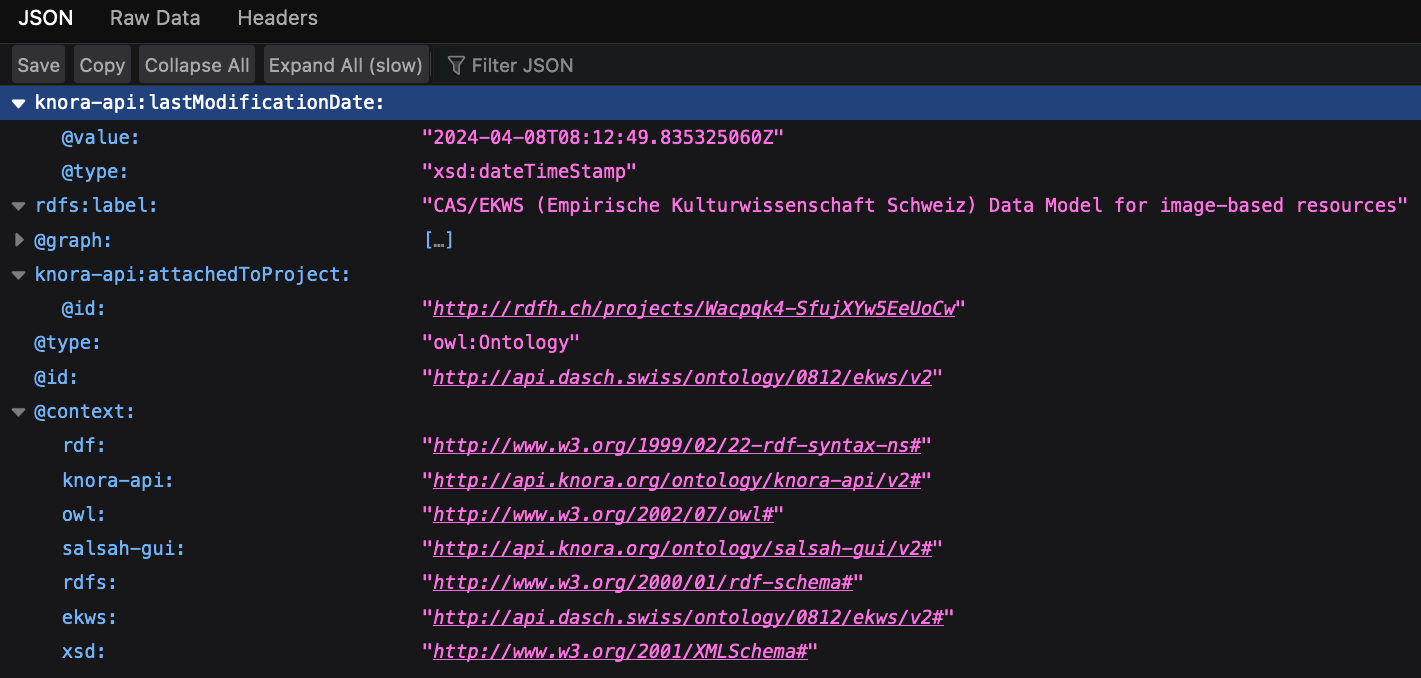 JSON Raw Data Headers
Save Copy Collapse All Expand All (slow) Filter JSON
knora-api:lastModificationDate:
@value: "2024-04-08T08:12:49.835325060Z"
@type: "xsd:dateTimeStamp"
rdfs:label: "CAS/EKWS (Empirische Kulturwissenschaft Schweiz) Data Model for image-based resources"
@graph: […]
knora-api:attachedToProject:
@id: "http://rdfh.ch/projects/Wacpqk4-SfujXYw5EeUoCw"
@type: "owl:Ontology"
@id: "http://api.dasch.swiss/ontology/0812/ekws/v2"
@context:
rdf: "http://www.w3.org/1999/02/22-rdf-syntax-ns#"
knora-api: "http://api.knora.org/ontology/knora-api/v2#"
owl: "http://www.w3.org/2002/07/owl#"
salsah-gui: "http://api.knora.org/ontology/salsah-gui/v2#"
rdfs: "http://www.w3.org/2000/01/rdf-schema#"
ekws: "http://api.dasch.swiss/ontology/0812/ekws/v2#"
xsd: "http://www.w3.org/2001/XMLSchema#"